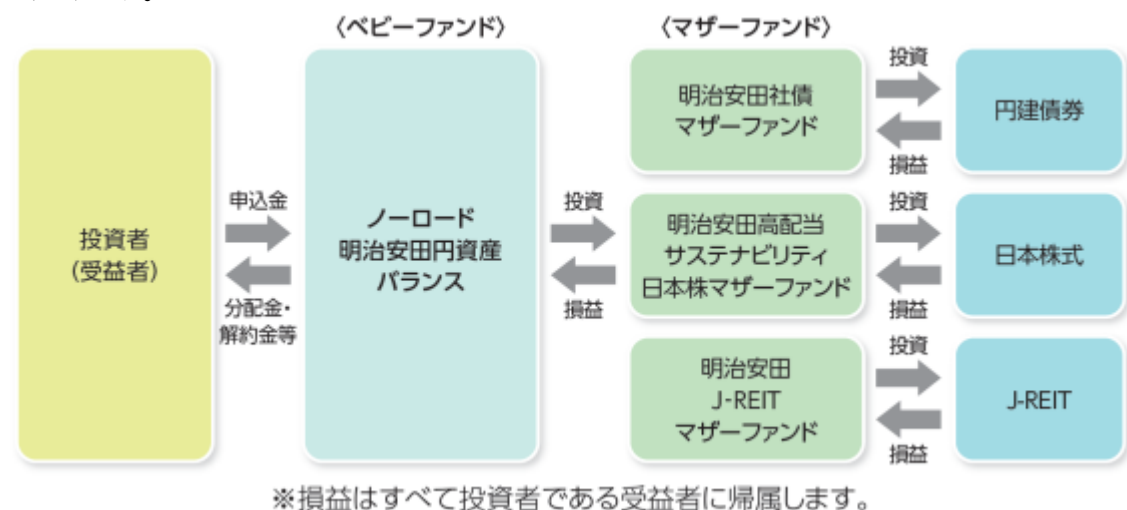 〈ベビーファンド〉
〈マザーファンド〉
投資者
(受益者)
申込金
分配金・
解約金等
ノーロード
明治安田円資産
バランス
投資
損益
明治安田社債
マザーファンド
投資
損益
円建債券
明治安田高配当
サステナビリティ
日本株マザーファンド
投資
損益
日本株式
明治安田
J-REIT
マザーファンド
投資
損益
J-REIT
※損益はすべて投資者である受益者に帰属します。